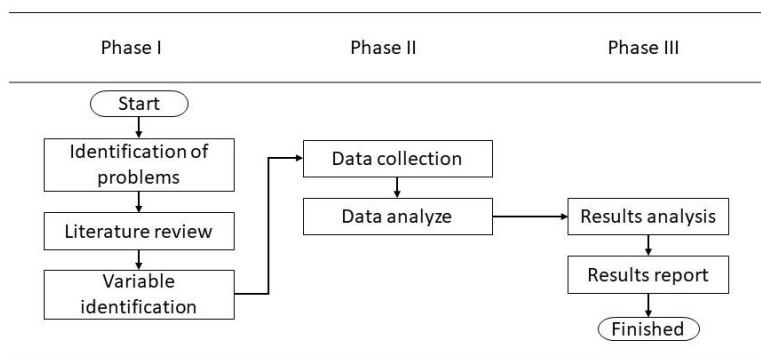 Phase I
Phase II
Phase III
Start
Identification of
problems
Literature review
Variable
identification
Data collection
Data analyze
Results analysis
Results report
Finished